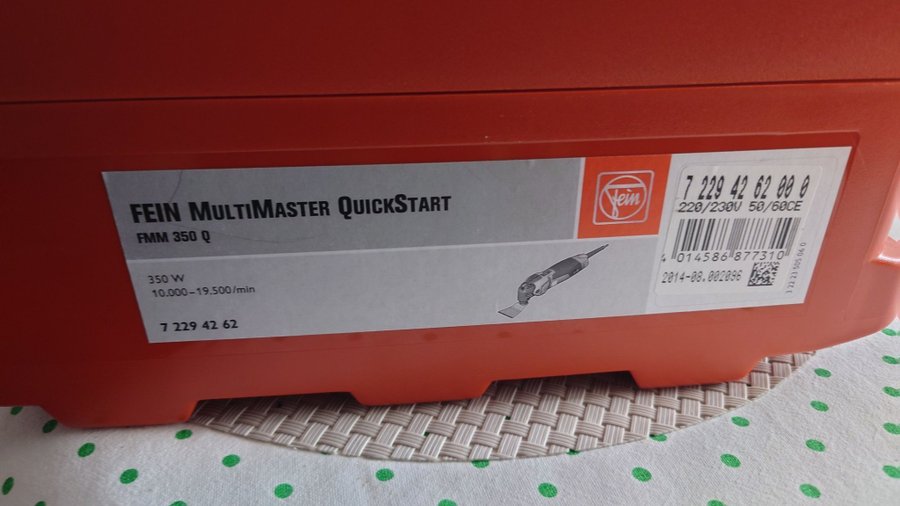 FEIN MULTIMASTER QUICKSTART
FMM 350 Q
350 W
10.000–19.500/min
7 229 42 62
Fein
7 229 42 62 00 0
220/230V 50/60CE
4 014586 877310
2014-08.002096